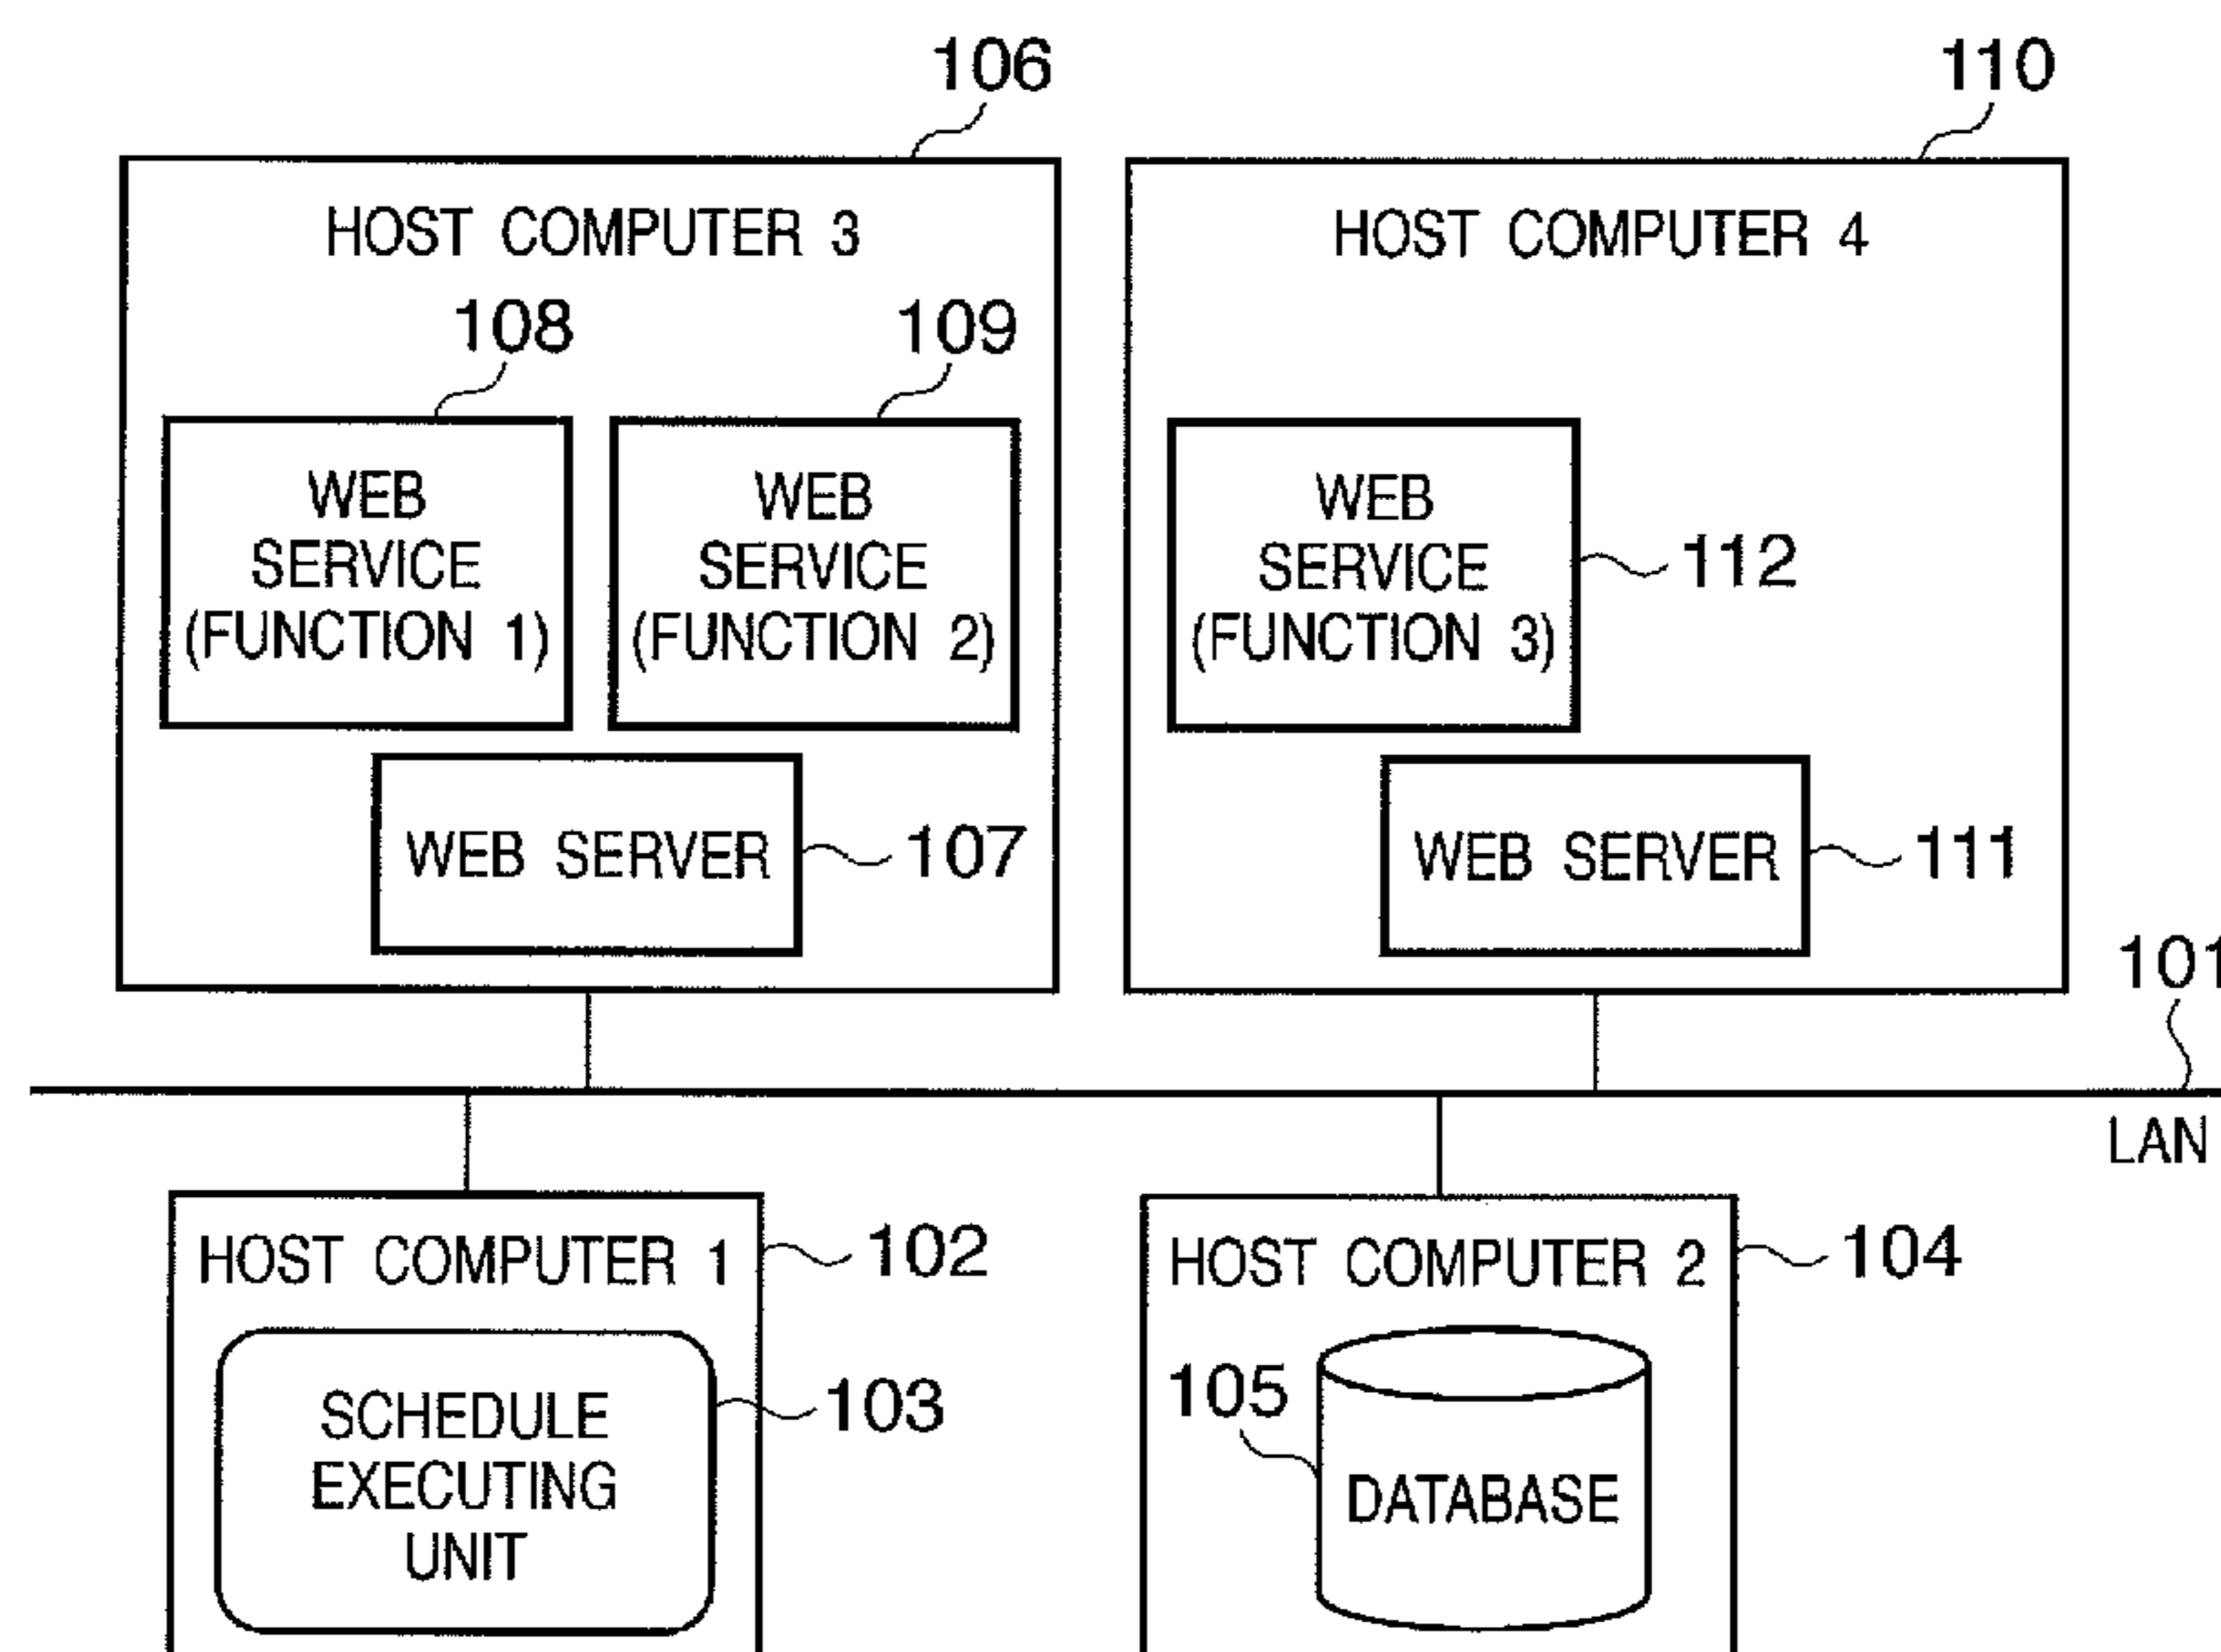 106
110
HOST COMPUTER 3
HOST COMPUTER 4
108
109
WEB
SERVICE
(FUNCTION 1)
WEB
SERVICE
(FUNCTION 2)
WEB
SERVICE
(FUNCTION 3)
112
WEB SERVER
107
WEB SERVER
111
101
LAN
HOST COMPUTER 1
102
HOST COMPUTER 2
104
SCHEDULE
EXECUTING
UNIT
103
105
DATABASE